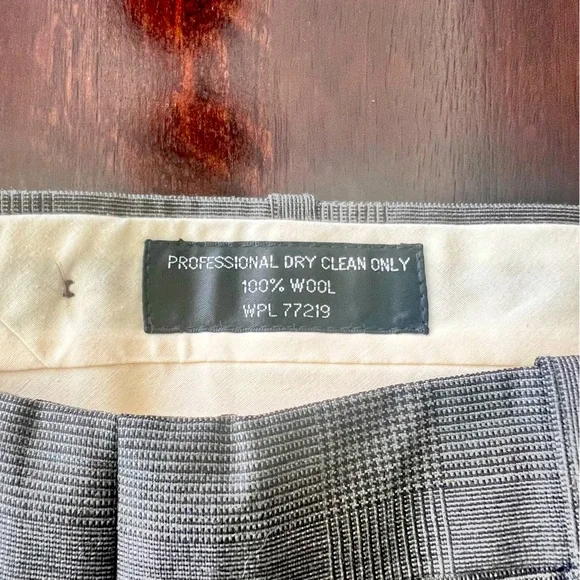 PROFESSIONAL DRY CLEAN ONLY
100% WOOL
WPL 77219